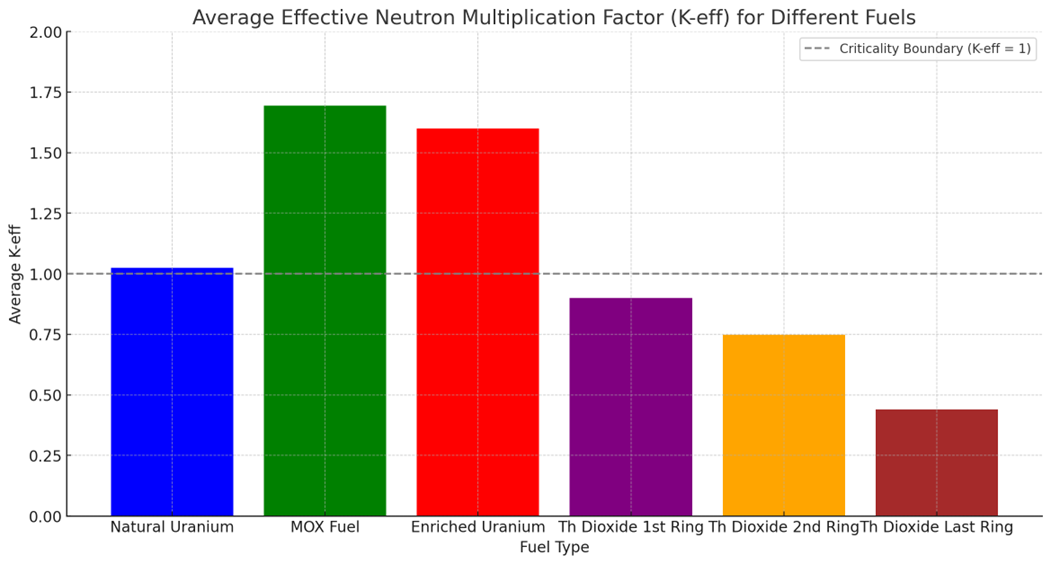 Average Effective Neutron Multiplication Factor (K-eff) for Different Fuels
Criticality Boundary (K-eff = 1)
Average K-eff
2.00
1.75
1.50
1.25
1.00
0.75
0.50
0.25
0.00
Natural Uranium
MOX Fuel
Enriched Uranium
Th Dioxide 1st Ring
Th Dioxide 2nd Ring
Th Dioxide Last Ring
Fuel Type